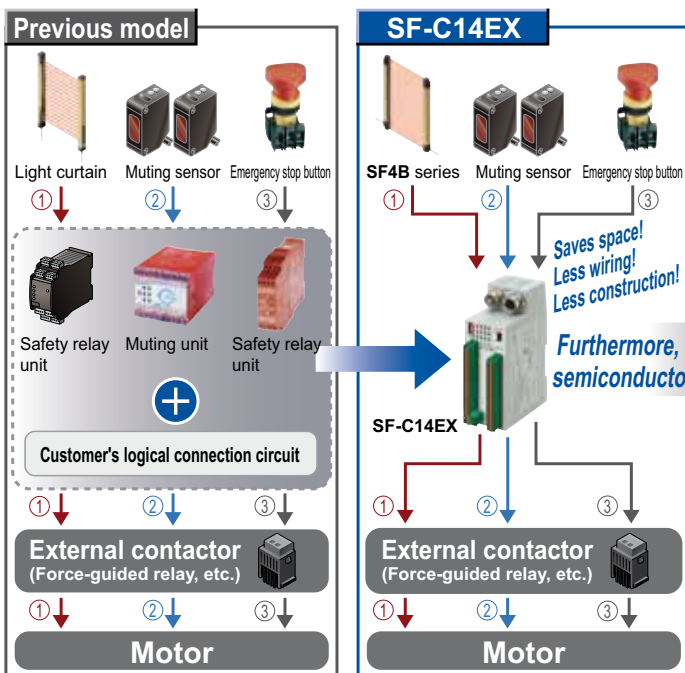 Previous model
Light curtain
Muting sensor
Emergency stop button
①
②
③
Safety relay
unit
Muting unit
Safety relay
unit
Customer's logical connection circuit
①
②
③
External contactor
(Force-guided relay, etc.)
①
②
③
Motor
SF-C14EX
SF4B series
Muting sensor
Emergency stop button
①
②
③
Saves space!
Less wiring!
Less construction!
Furthermore,
semiconducto
SF-C14EX
①
②
③
External contactor
(Force-guided relay, etc.)
①
②
③
Motor